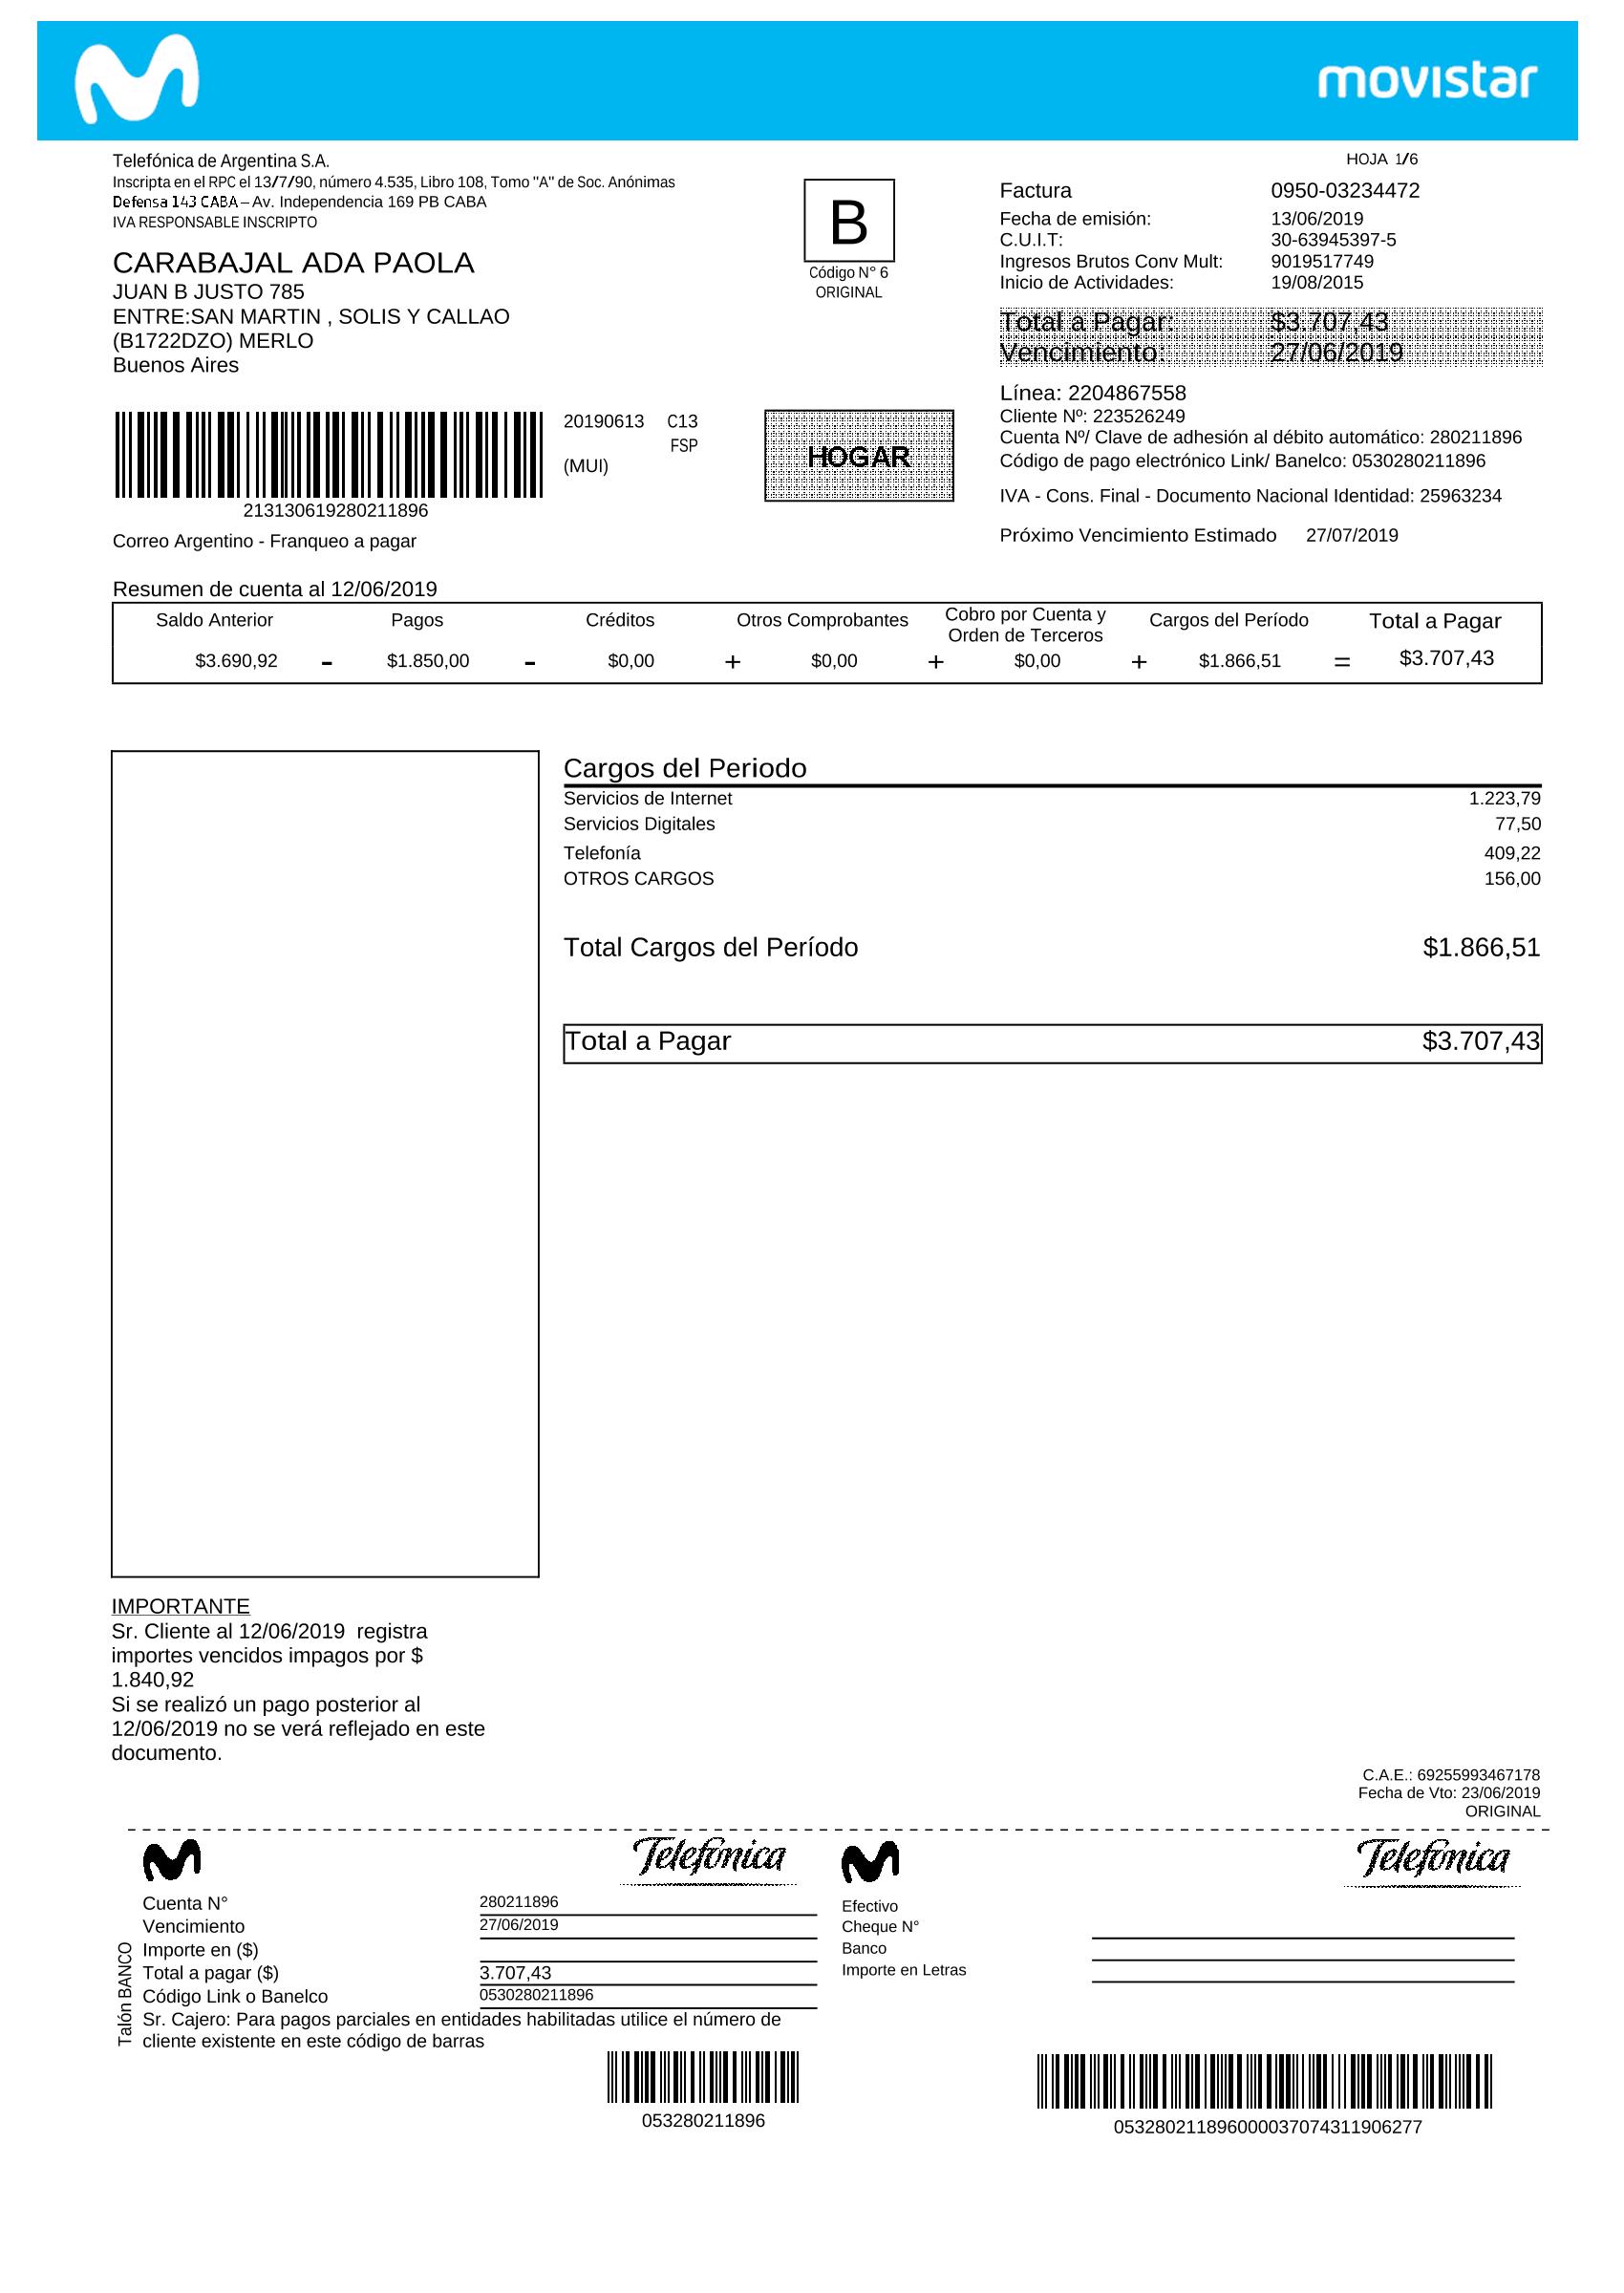 movistar
Telefónica de Argentina S.A.
Inscripta en el RPC el 13/7/90, número 4.535, Libro 108, Tomo "A" de Soc. Anónimas
Defensa 143 CABA – Av. Independencia 169 PB CABA
IVA RESPONSABLE INSCRIPTO
CARABAJAL ADA PAOLA
JUAN B JUSTO 785
ENTRE:SAN MARTIN , SOLIS Y CALLAO
(B1722DZO) MERLO
Buenos Aires
B
Código N° 6
ORIGINAL
HOJA 1/6
Factura 0950-03234472
Fecha de emisión: 13/06/2019
C.U.I.T: 30-63945397-5
Ingresos Brutos Conv Mult: 9019517749
Inicio de Actividades: 19/08/2015
Total a Pagar: $3.707,43
Vencimiento: 27/06/2019
Línea: 2204867558
Cliente Nº: 223526249
Cuenta Nº/ Clave de adhesión al débito automático: 280211896
Código de pago electrónico Link/ Banelco: 0530280211896
IVA - Cons. Final - Documento Nacional Identidad: 25963234
Próximo Vencimiento Estimado 27/07/2019
213130619280211896
20190613 C13
FSP
(MUI)
HOGAR
Correo Argentino - Franqueo a pagar
Resumen de cuenta al 12/06/2019
Saldo Anterior Pagos Créditos Otros Comprobantes Cobro por Cuenta y Orden de Terceros Cargos del Período Total a Pagar
$3.690,92 - $1.850,00 - $0,00 + $0,00 + $0,00 + $1.866,51 = $3.707,43
Cargos del Periodo
Servicios de Internet 1.223,79
Servicios Digitales 77,50
Telefonía 409,22
OTROS CARGOS 156,00
Total Cargos del Período $1.866,51
Total a Pagar $3.707,43
IMPORTANTE
Sr. Cliente al 12/06/2019 registra
importes vencidos impagos por $
1.840,92
Si se realizó un pago posterior al
12/06/2019 no se verá reflejado en este
documento.
C.A.E.: 69255993467178
Fecha de Vto: 23/06/2019
ORIGINAL
Telefónica
Talón BANCO
Cuenta N° 280211896
Vencimiento 27/06/2019
Importe en ($)
Total a pagar ($) 3.707,43
Código Link o Banelco 0530280211896
Sr. Cajero: Para pagos parciales en entidades habilitadas utilice el número de
cliente existente en este código de barras
053280211896
Telefónica
Efectivo
Cheque N°
Banco
Importe en Letras
053280211896000037074311906277